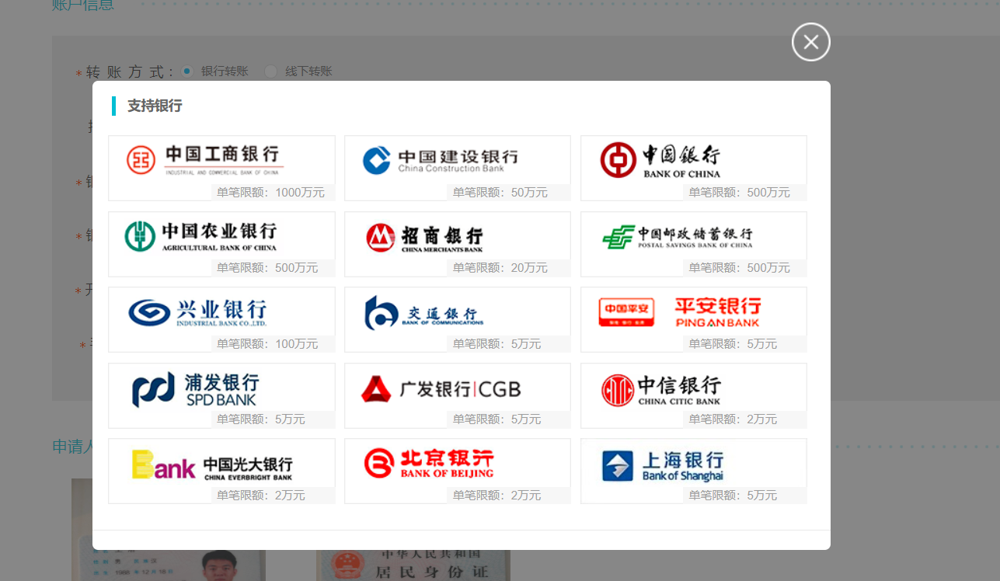 账户信息
*转 账 方 式： 银行转账 线下转账
支持银行
中国工商银行
INDUSTRIAL AND COMMERCIAL BANK OF CHINA
单笔限额：1000万元
中国建设银行
China Construction Bank
单笔限额：50万元
中国银行
BANK OF CHINA
单笔限额：500万元
中国农业银行
AGRICULTURAL BANK OF CHINA
单笔限额：500万元
招商银行
CHINA MERCHANTS BANK
单笔限额：20万元
中国邮政储蓄银行
POSTAL SAVINGS BANK OF CHINA
单笔限额：500万元
兴业银行
INDUSTRIAL BANK CO.,LTD.
单笔限额：100万元
交通銀行
BANK OF COMMUNICATIONS
单笔限额：5万元
中国平安
平安银行
PING AN BANK
单笔限额：5万元
浦发银行
SPD BANK
单笔限额：5万元
广发银行|CGB
单笔限额：5万元
中信银行
CHINA CITIC BANK
单笔限额：2万元
Bank 中国光大银行
CHINA EVERBRIGHT BANK
单笔限额：2万元
北京银行
BANK OF BEIJING
单笔限额：2万元
上海银行
Bank of Shanghai
单笔限额：5万元
申请人
中华人民共和国
居民身份证